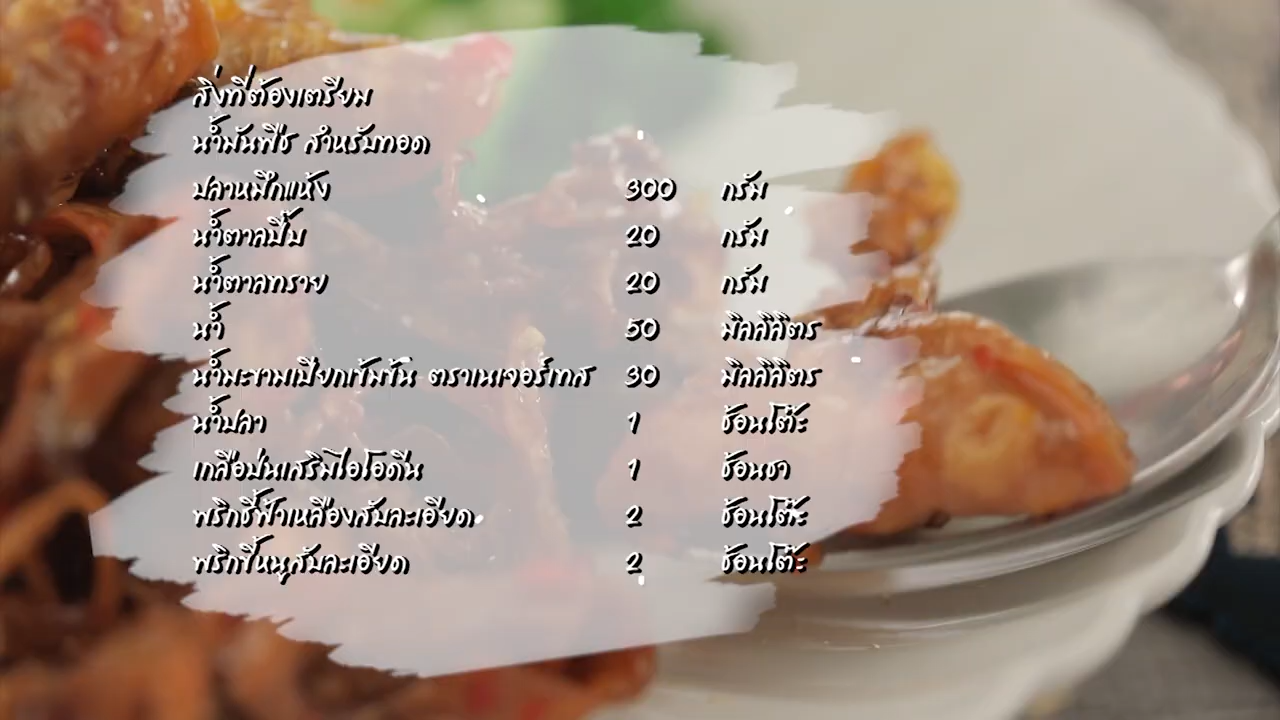 สิ่งที่ต้องเตรียม
น้ำมันพืช สำหรับทอด
ปลาหมึกแห้ง 300 กรัม
น้ำตาลปี๊บ 20 กรัม
น้ำตาลทราย 20 กรัม
น้ำ 50 มิลลิลิตร
น้ำมะขามเปียกเข้มข้น ตราเนเจอร์เทส 30 มิลลิลิตร
น้ำปลา 1 ช้อนโต๊ะ
เกลือป่นเสริมไอโอดีน 1 ช้อนชา
พริกชี้ฟ้าเหลืองสับละเอียด 2 ช้อนโต๊ะ
พริกขี้หนูสับละเอียด 2 ช้อนโต๊ะ